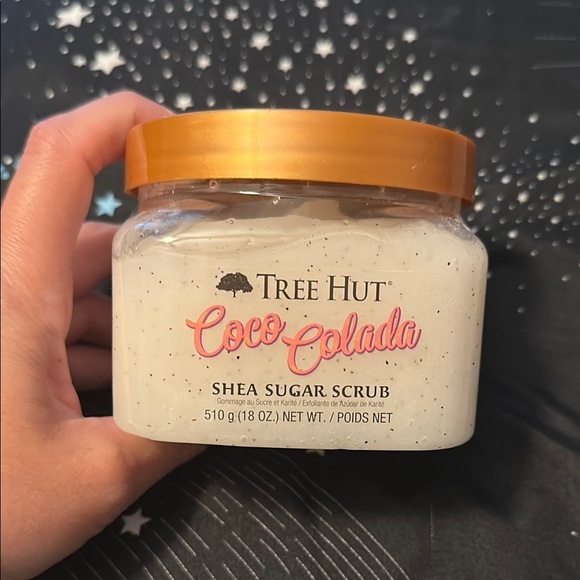 TREE HUT®
Coco Colada
SHEA SUGAR SCRUB
Gommage au Sucre et Karité / Exfoliante de Azúcar de Karité
510 g (18 OZ.) NET WT. / POIDS NET